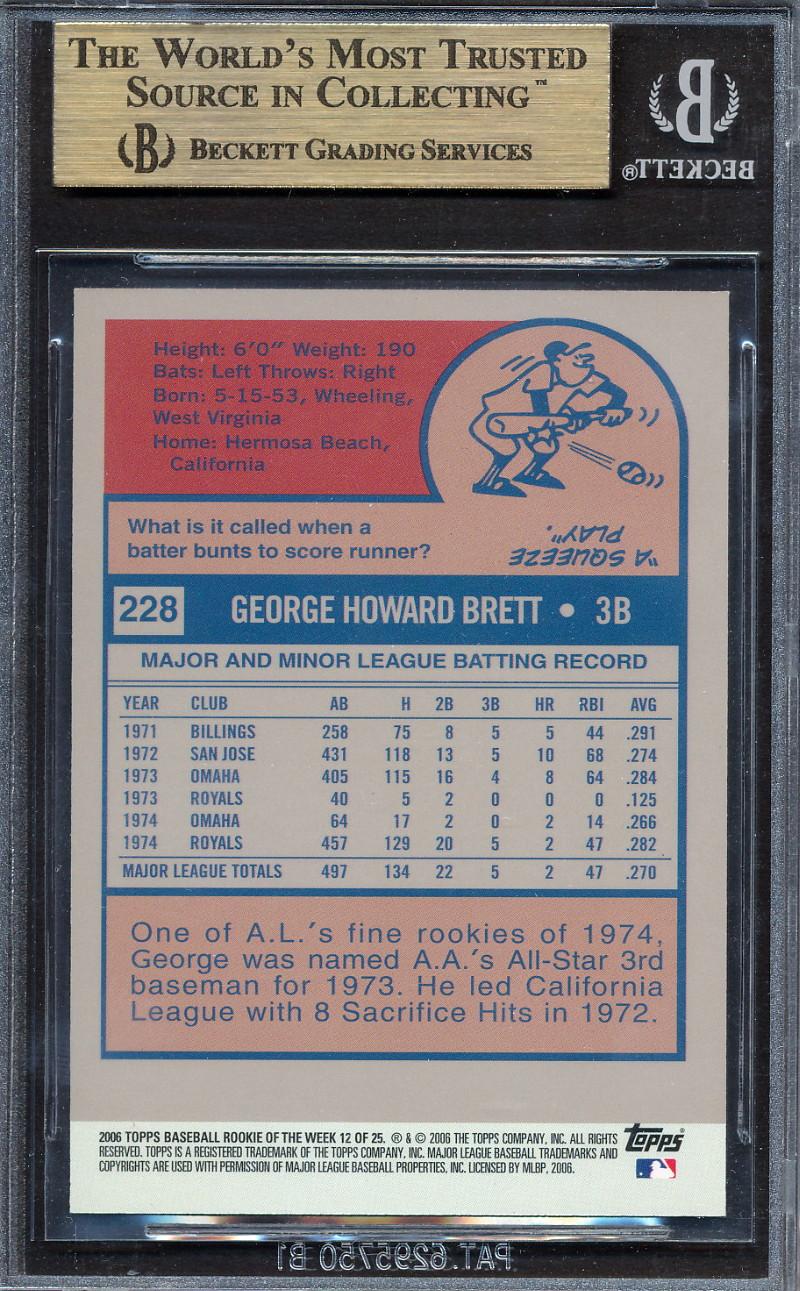 THE WORLD'S MOST TRUSTED
SOURCE IN COLLECTING™
(B) BECKETT GRADING SERVICES
B
BECKETT®
Height: 6'0" Weight: 190
Bats: Left Throws: Right
Born: 5-15-53, Wheeling,
West Virginia
Home: Hermosa Beach,
California
What is it called when a
batter bunts to score runner?
"A SQUEEZE
PLAY".
228 GEORGE HOWARD BRETT • 3B
MAJOR AND MINOR LEAGUE BATTING RECORD
YEAR CLUB AB H 2B 3B HR RBI AVG
1971 BILLINGS 258 75 8 5 5 44 .291
1972 SAN JOSE 431 118 13 5 10 68 .274
1973 OMAHA 405 115 16 4 8 64 .284
1973 ROYALS 40 5 2 0 0 0 .125
1974 OMAHA 64 17 2 0 2 14 .266
1974 ROYALS 457 129 20 5 2 47 .282
MAJOR LEAGUE TOTALS 497 134 22 5 2 47 .270
One of A.L.'s fine rookies of 1974,
George was named A.A.'s All-Star 3rd
baseman for 1973. He led California
League with 8 Sacrifice Hits in 1972.
2006 TOPPS BASEBALL ROOKIE OF THE WEEK 12 OF 25. ® & © 2006 THE TOPPS COMPANY, INC. ALL RIGHTS
RESERVED. TOPPS IS A REGISTERED TRADEMARK OF THE TOPPS COMPANY, INC. MAJOR LEAGUE BASEBALL TRADEMARKS AND
COPYRIGHTS ARE USED WITH PERMISSION OF MAJOR LEAGUE BASEBALL PROPERTIES, INC. LICENSED BY MLBP, 2006.
topps®
PAT. 6295750 B1